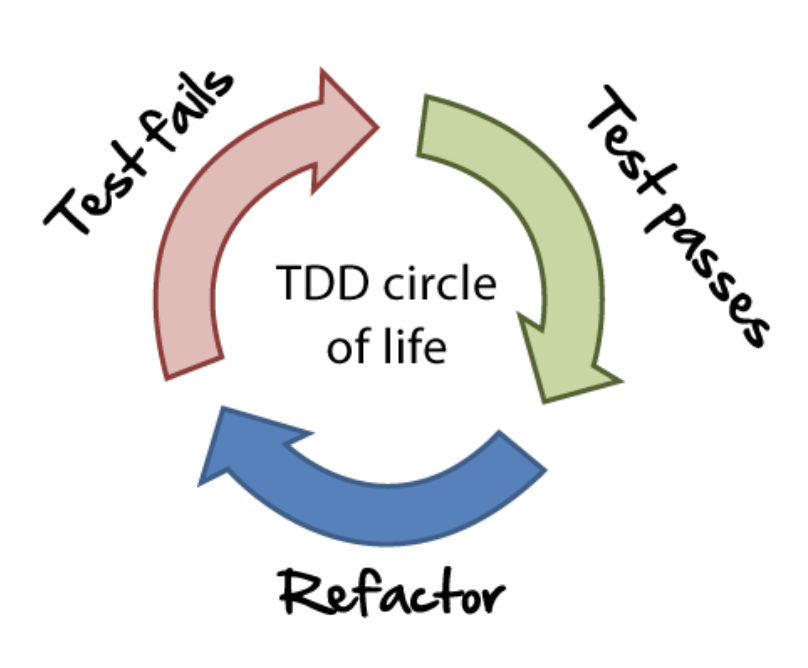 Test fails
Test passes
TDD circle
of life
Refactor